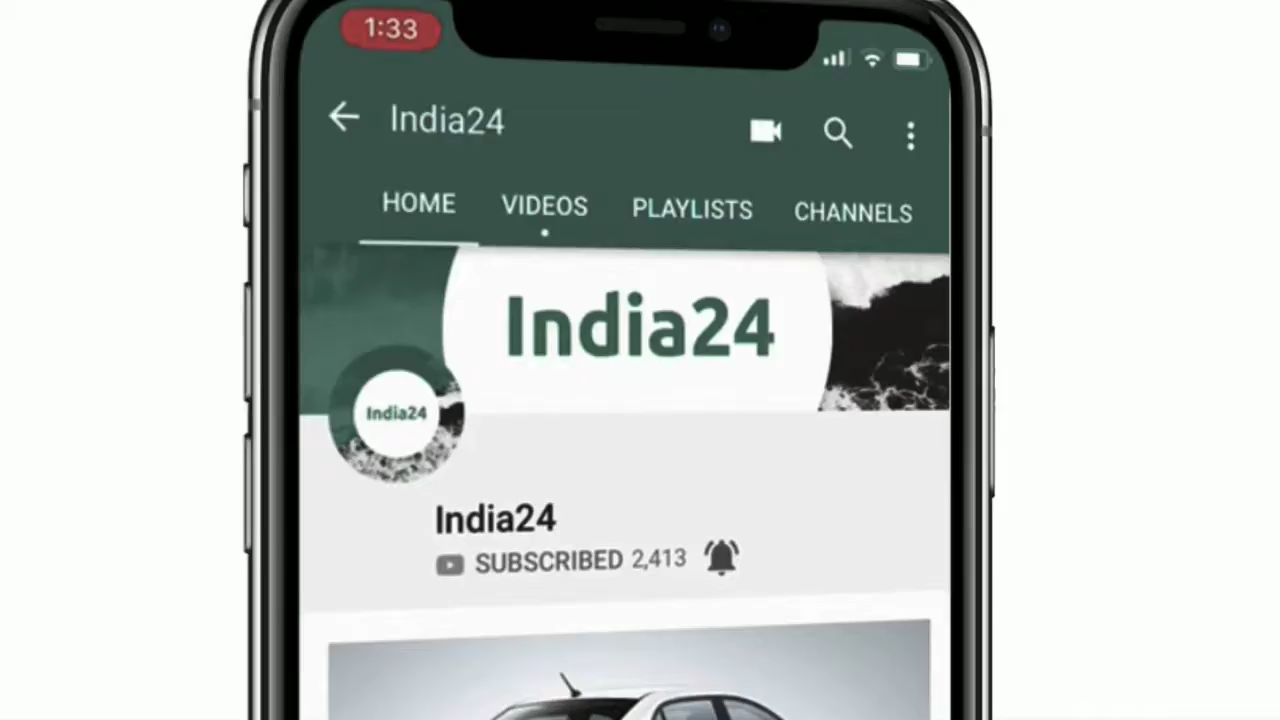 1:33
India24
HOME VIDEOS PLAYLISTS CHANNELS
India24
India24
India24
SUBSCRIBED 2,413